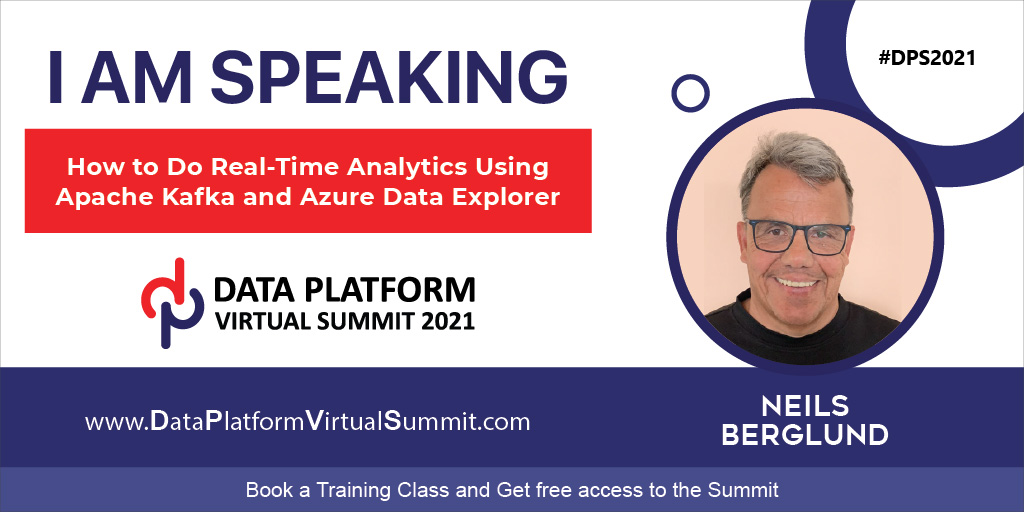 I AM SPEAKING
#DPS2021
How to Do Real-Time Analytics Using
Apache Kafka and Azure Data Explorer
DATA PLATFORM
VIRTUAL SUMMIT 2021
www.DataPlatformVirtualSummit.com
NEILS
BERGLUND
Book a Training Class and Get free access to the Summit